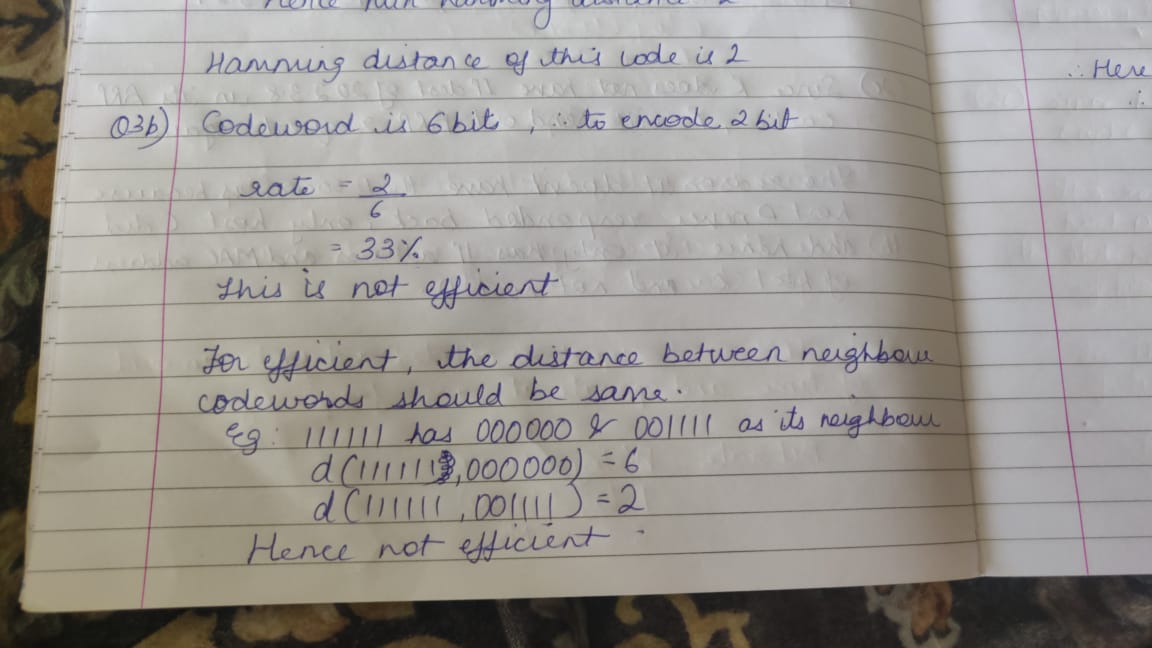 Hamming distance of this code is 2
∴ Here
∴
Q3b) Codeword is 6 bit, ∴ to encode 2 bit
rate = 2/6
= 33%
This is not efficient
For efficient, the distance between neighbour
codewords should be same.
Eg: 111111 has 000000 & 001111 as its neighbour
d(111111,000000) = 6
d(111111,001111) = 2
Hence not efficient